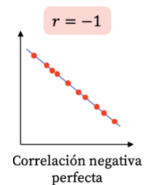 r = −1
Correlación negativa
perfecta